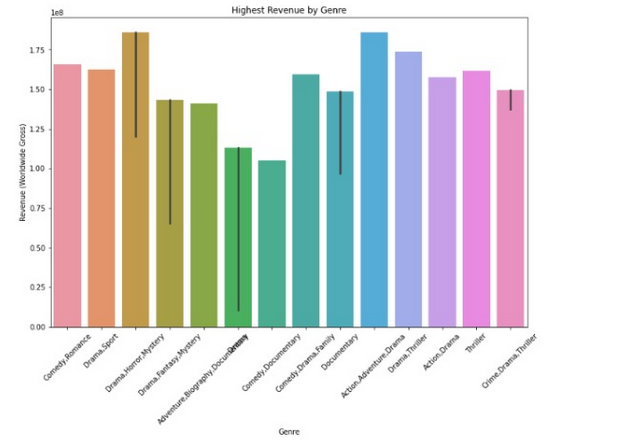 Highest Revenue by Genre
1e8
1.75
1.50
1.25
1.00
0.75
0.50
0.25
0.00
Revenue (Worldwide Gross)
Comedy,Romance
Drama,Sport
Drama,Horror,Mystery
Drama,Fantasy,Mystery
Adventure,Biography,Documentary
Comedy,Documentary
Comedy,Drama,Family
Documentary
Action,Adventure,Drama
Drama,Thriller
Action,Drama
Thriller
Crime,Drama,Thriller
Genre